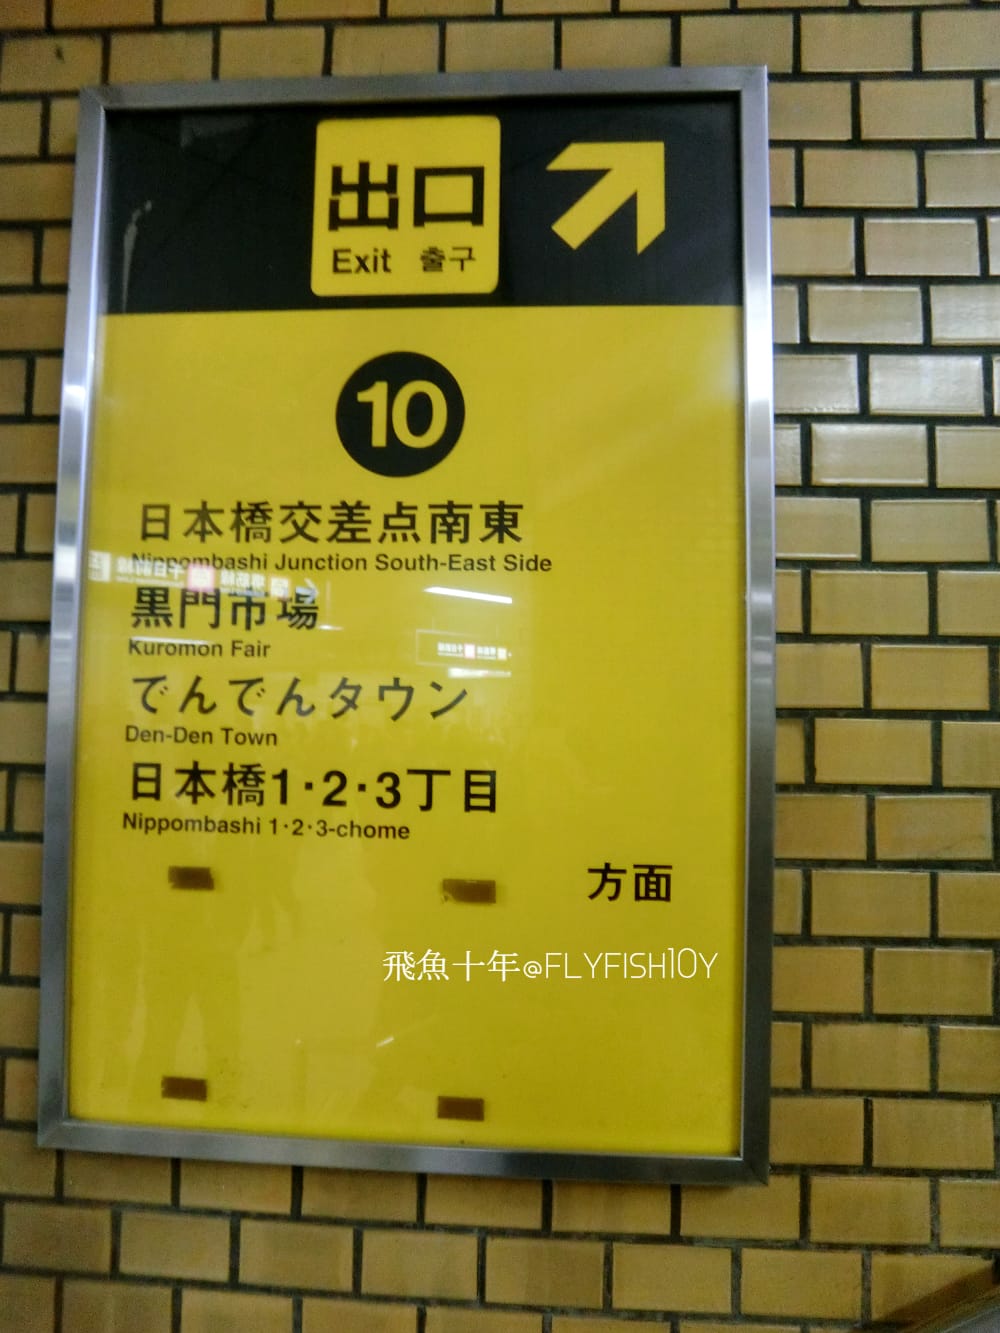 出口
Exit 출구
10
日本橋交差点南東
Nippombashi Junction South-East Side
黒門市場
Kuromon Fair
でんでんタウン
Den-Den Town
日本橋1・2・3丁目
Nippombashi 1・2・3-chome
方面
飛魚十年@FLYFISH10Y